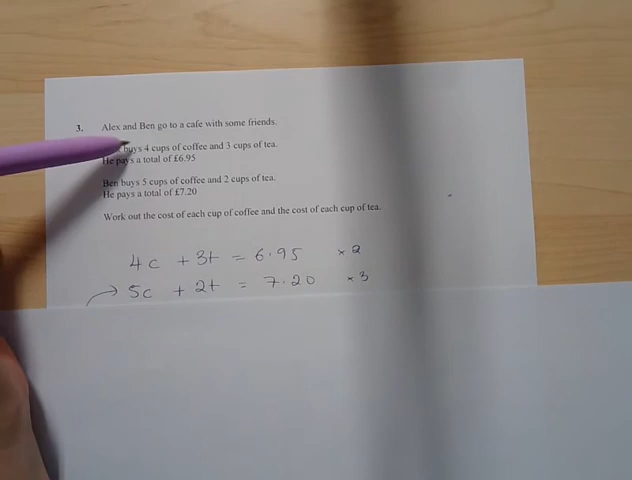 3. Alex and Ben go to a cafe with some friends.
buys 4 cups of coffee and 3 cups of tea.
He pays a total of £6.95
Ben buys 5 cups of coffee and 2 cups of tea.
He pays a total of £7.20
Work out the cost of each cup of coffee and the cost of each cup of tea.
4c + 3t = 6.95 × 2
5c + 2t = 7.20 × 3